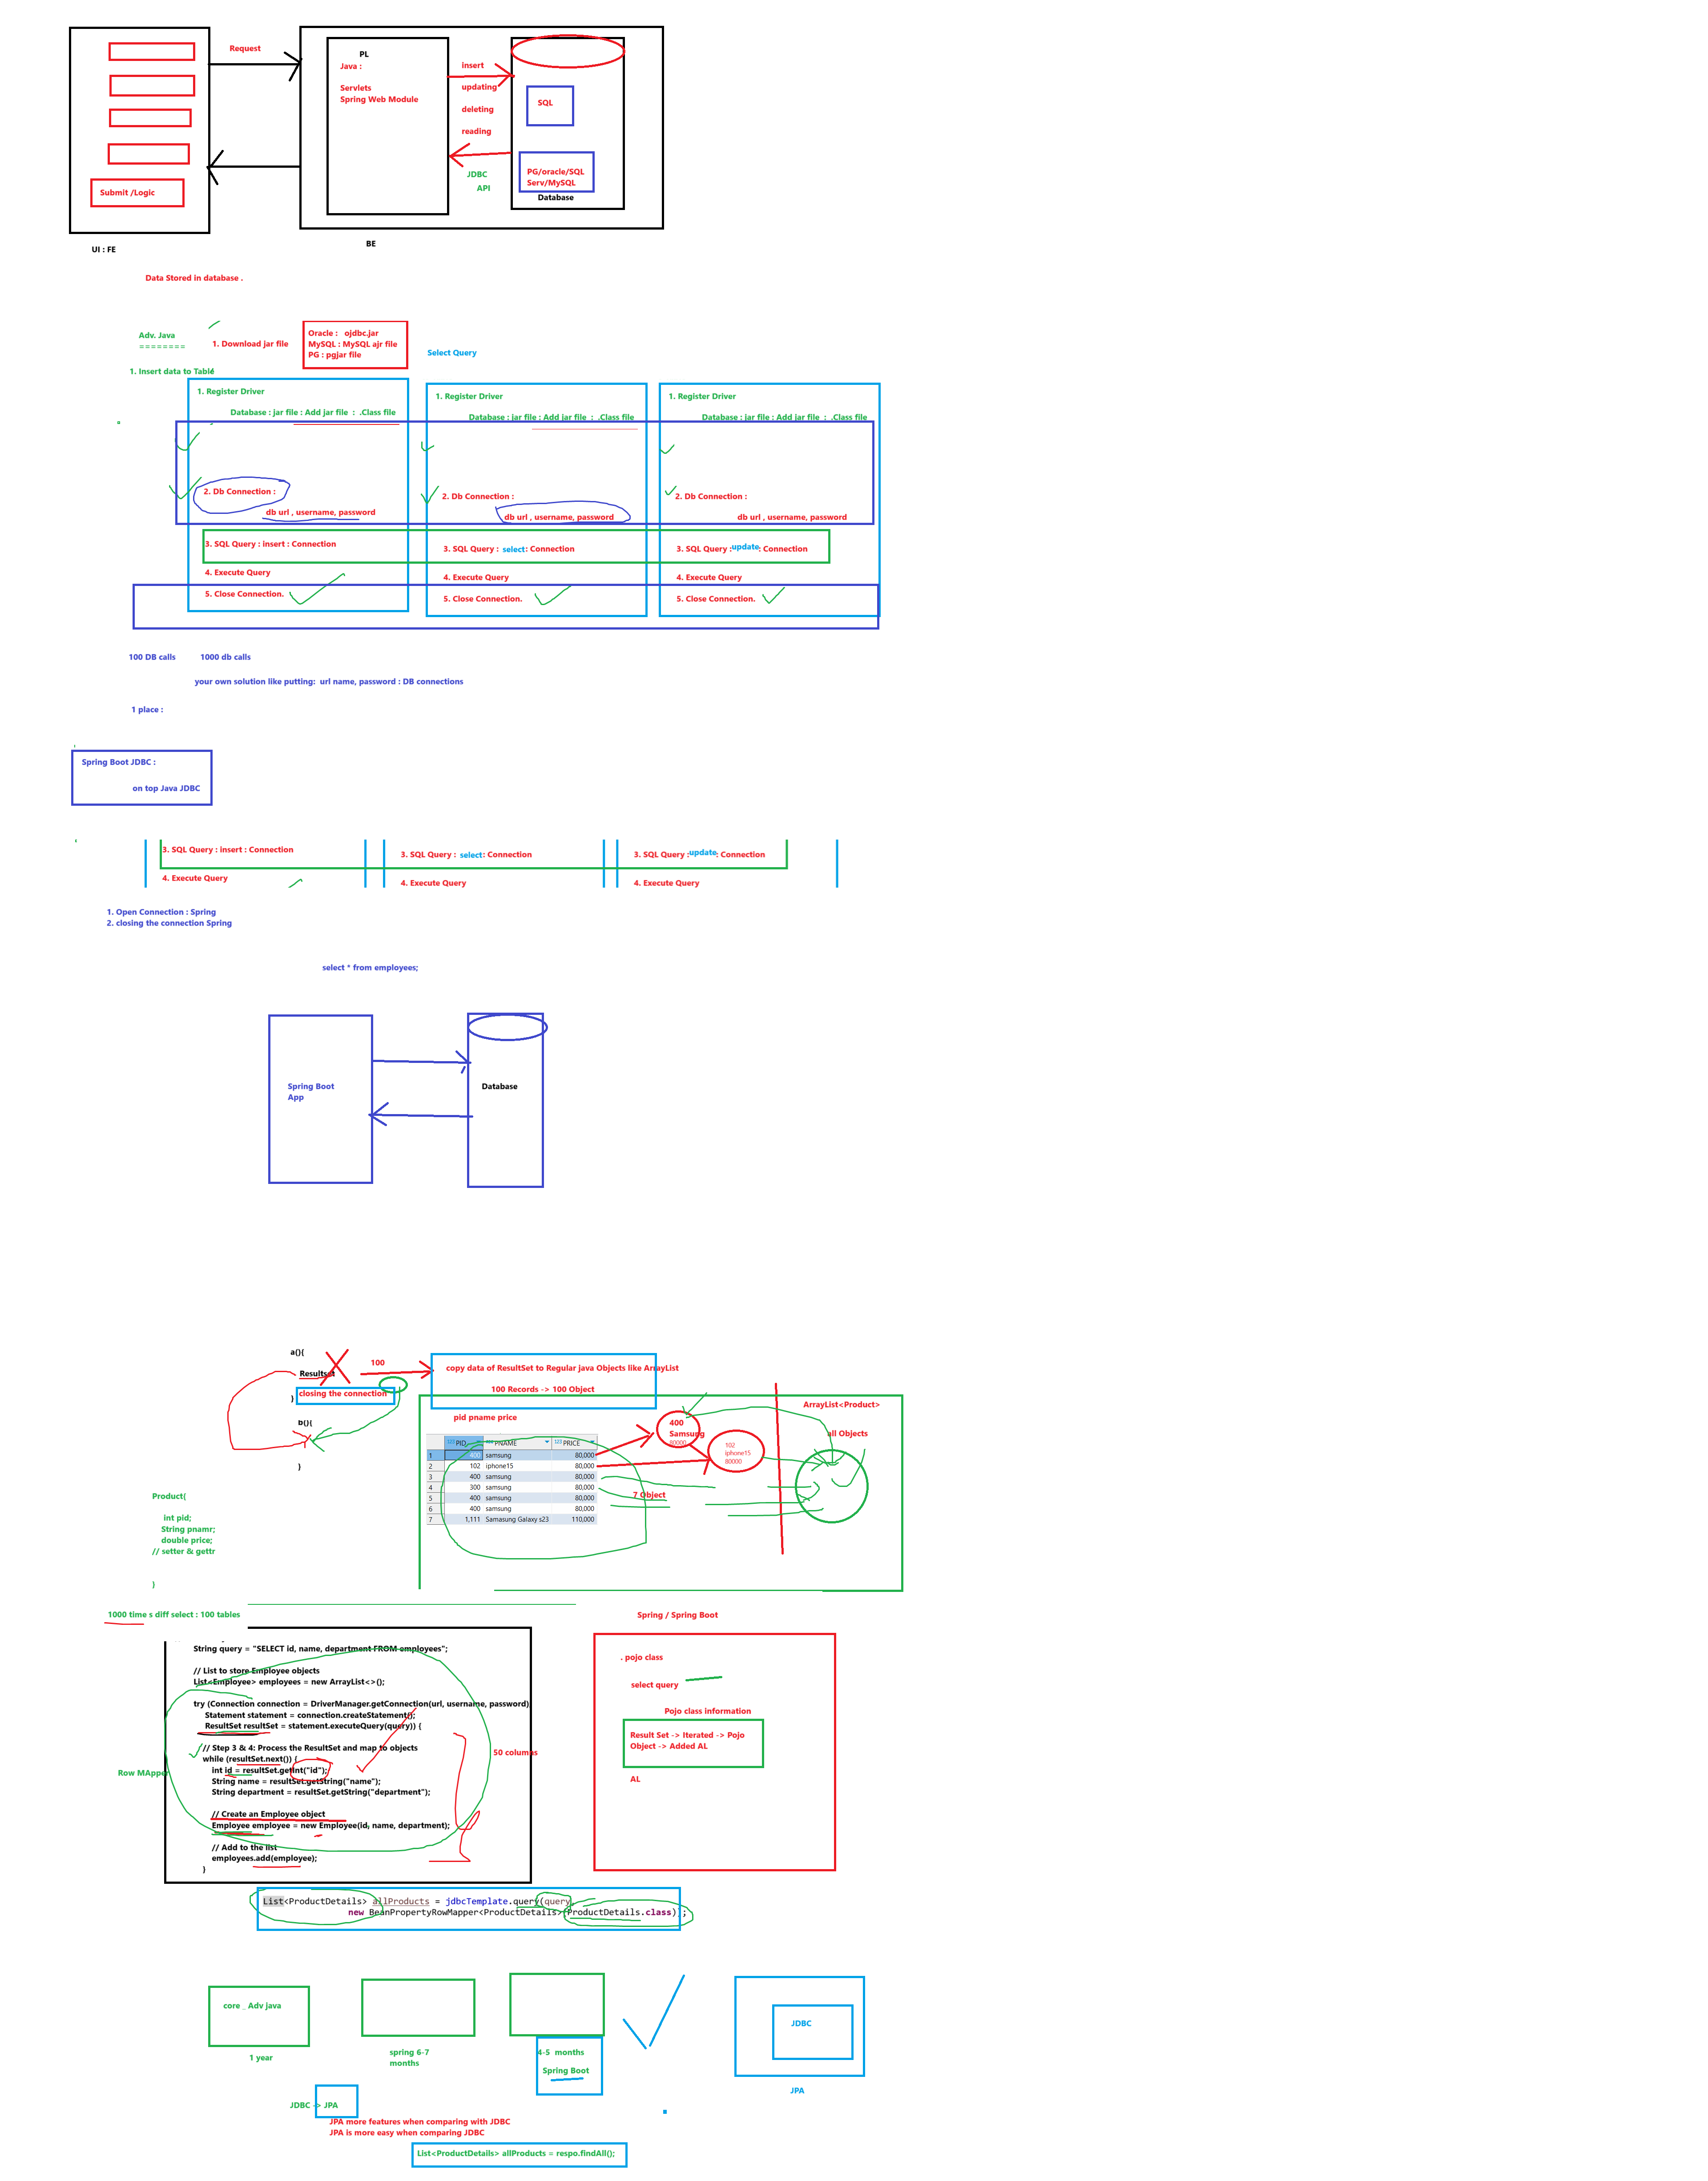 Request
PL
Java :
Servlets
Spring Web Module
insert
updating
deleting
reading
JDBC
API
SQL
PG/oracle/SQL
Serv/MySQL
Database
Submit /Logic
UI : FE
BE
Data Stored in database .
Adv. Java
========
1. Download jar file
Oracle : ojdbc.jar
MySQL : MySQL ajr file
PG : pgjar file
Select Query
1. Insert data to Table
1. Register Driver
Database : jar file : Add jar file : .Class file
2. Db Connection :
db url , username, password
3. SQL Query : insert : Connection
4. Execute Query
5. Close Connection.
1. Register Driver
Database : jar file : Add jar file : .Class file
2. Db Connection :
db url , username, password
3. SQL Query : select : Connection
4. Execute Query
5. Close Connection.
1. Register Driver
Database : jar file : Add jar file : .Class file
2. Db Connection :
db url , username, password
3. SQL Query : update : Connection
4. Execute Query
5. Close Connection.
100 DB calls 1000 db calls
your own solution like putting: url name, password : DB connections
1 place :
Spring Boot JDBC :
on top Java JDBC
3. SQL Query : insert : Connection
4. Execute Query
3. SQL Query : select : Connection
4. Execute Query
3. SQL Query : update : Connection
4. Execute Query
1. Open Connection : Spring
2. closing the connection Spring
select * from employees;
Spring Boot
App
Database
a(){
Resultset
closing the connection
}
b(){
}
100
copy data of ResultSet to Regular java Objects like ArrayList
100 Records -> 100 Object
pid pname price
PID PNAME PRICE
1 samsung 80,000
2 102 iphone15 80,000
3 400 samsung 80,000
4 300 samsung 80,000
5 400 samsung 80,000
6 400 samsung 80,000
7 1,111 Samasung Galaxy s23 110,000
400
Samsung
80000
102
iphone15
80000
7 Object
ArrayList<Product>
all Objects
Product{
int pid;
String pnamr;
double price;
// setter & gettr
}
1000 time s diff select : 100 tables
Row MApper
String query = "SELECT id, name, department FROM employees";
// List to store Employee objects
List<Employee> employees = new ArrayList<>();
try (Connection connection = DriverManager.getConnection(url, username, password)
Statement statement = connection.createStatement();
ResultSet resultSet = statement.executeQuery(query)) {
// Step 3 & 4: Process the ResultSet and map to objects
while (resultSet.next()) {
int id = resultSet.getInt("id");
String name = resultSet.getString("name");
String department = resultSet.getString("department");
// Create an Employee object
Employee employee = new Employee(id, name, department);
// Add to the list
employees.add(employee);
}
50 columns
Spring / Spring Boot
. pojo class
select query
Pojo class information
Result Set -> Iterated -> Pojo
Object -> Added AL
AL
List<ProductDetails> allProducts = jdbcTemplate.query(query,
new BeanPropertyRowMapper<ProductDetails>(ProductDetails.class));
core _ Adv java
1 year
spring 6-7
months
4-5 months
Spring Boot
JDBC
JPA
JDBC -> JPA
JPA more features when comparing with JDBC
JPA is more easy when comparing JDBC
List<ProductDetails> allProducts = respo.findAll();